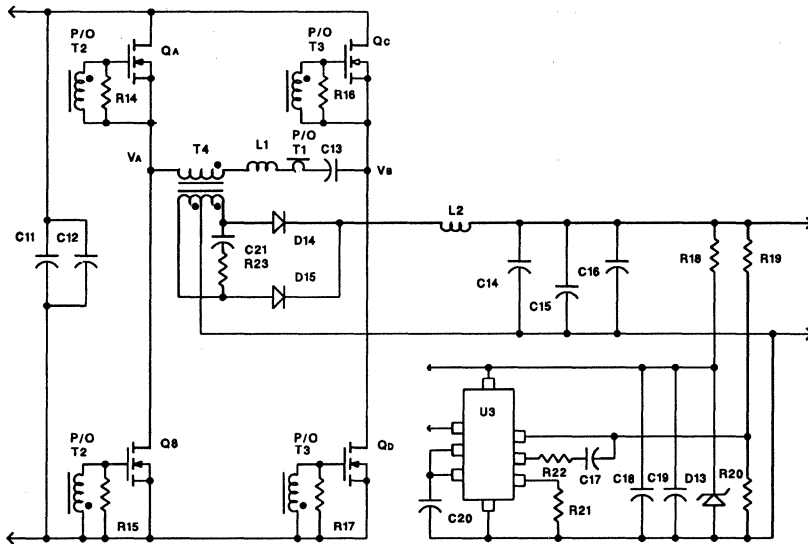 P/O
T2
QA
R14
P/O
T3
QC
R16
VA
T4
L1
P/O
T1
C13
VB
C11
C12
C21
R23
D14
D15
L2
C14
C15
C16
R18
R19
P/O
T2
QB
R15
P/O
T3
QD
R17
U3
R22
C17
C20
R21
C18
C19
D13
R20